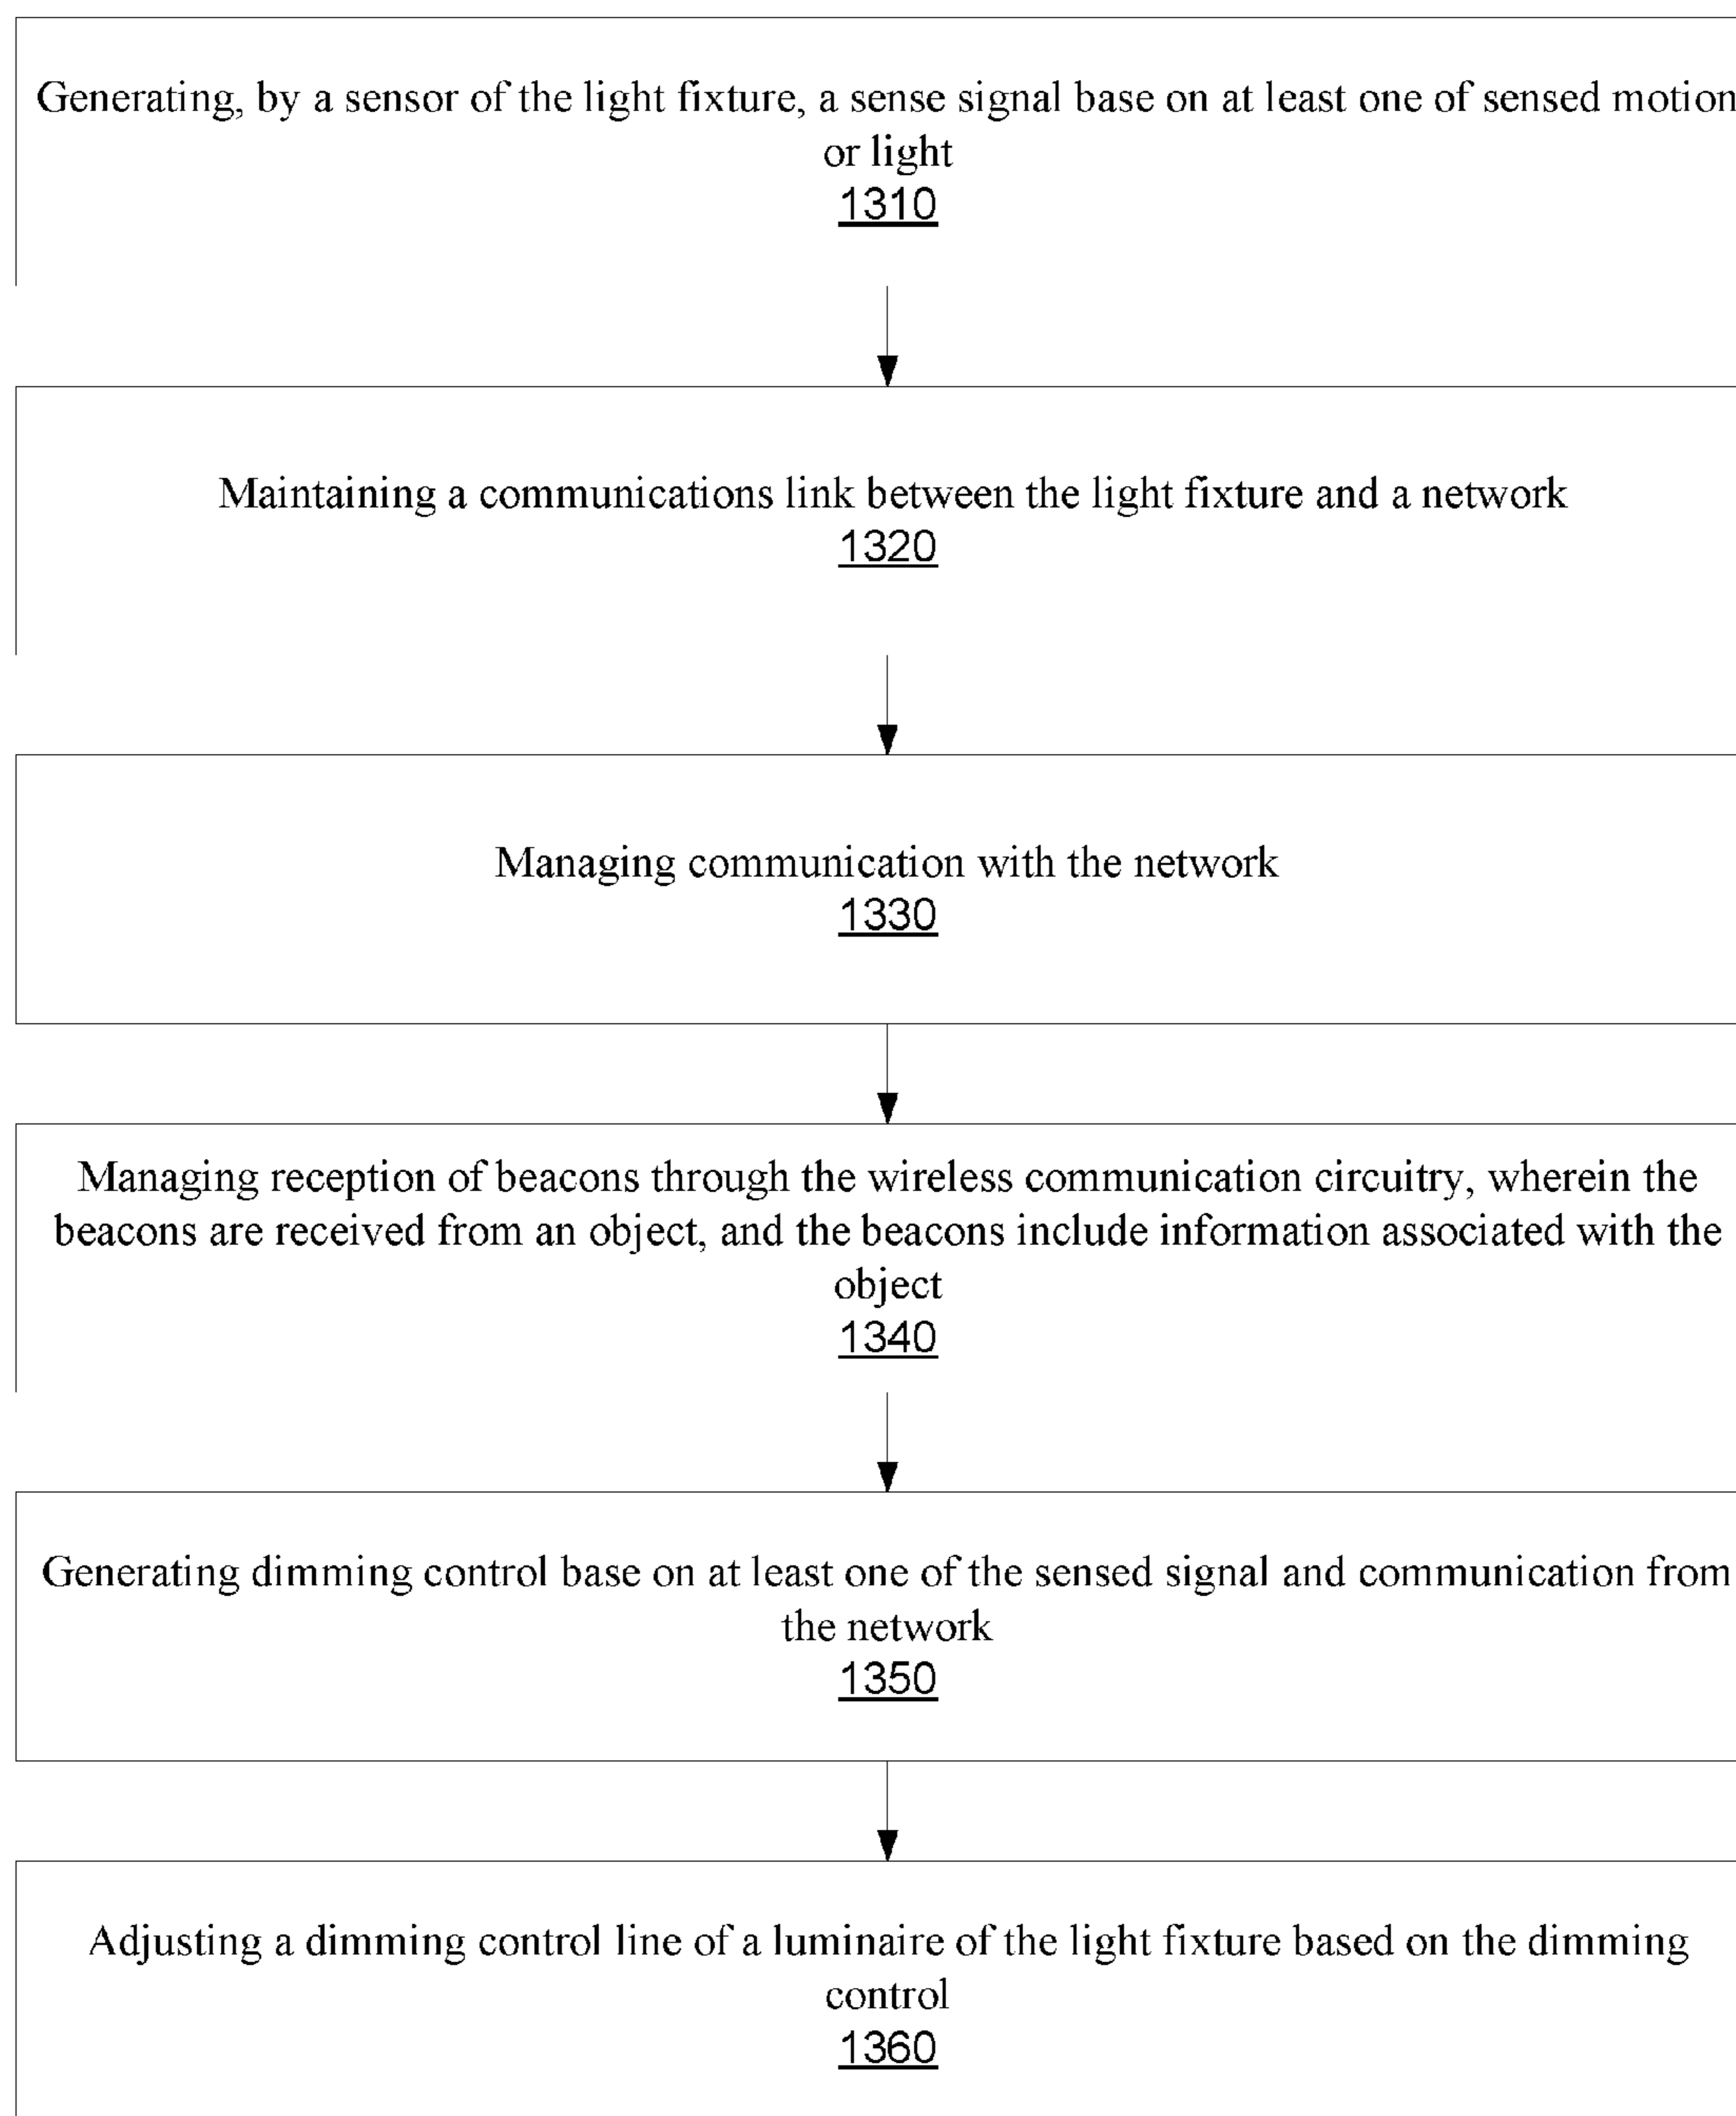 Generating, by a sensor of the light fixture, a sense signal base on at least one of sensed motion
or light
1310
Maintaining a communications link between the light fixture and a network
1320
Managing communication with the network
1330
Managing reception of beacons through the wireless communication circuitry, wherein the
beacons are received from an object, and the beacons include information associated with the
object
1340
Generating dimming control base on at least one of the sensed signal and communication from
the network
1350
Adjusting a dimming control line of a luminaire of the light fixture based on the dimming
control
1360